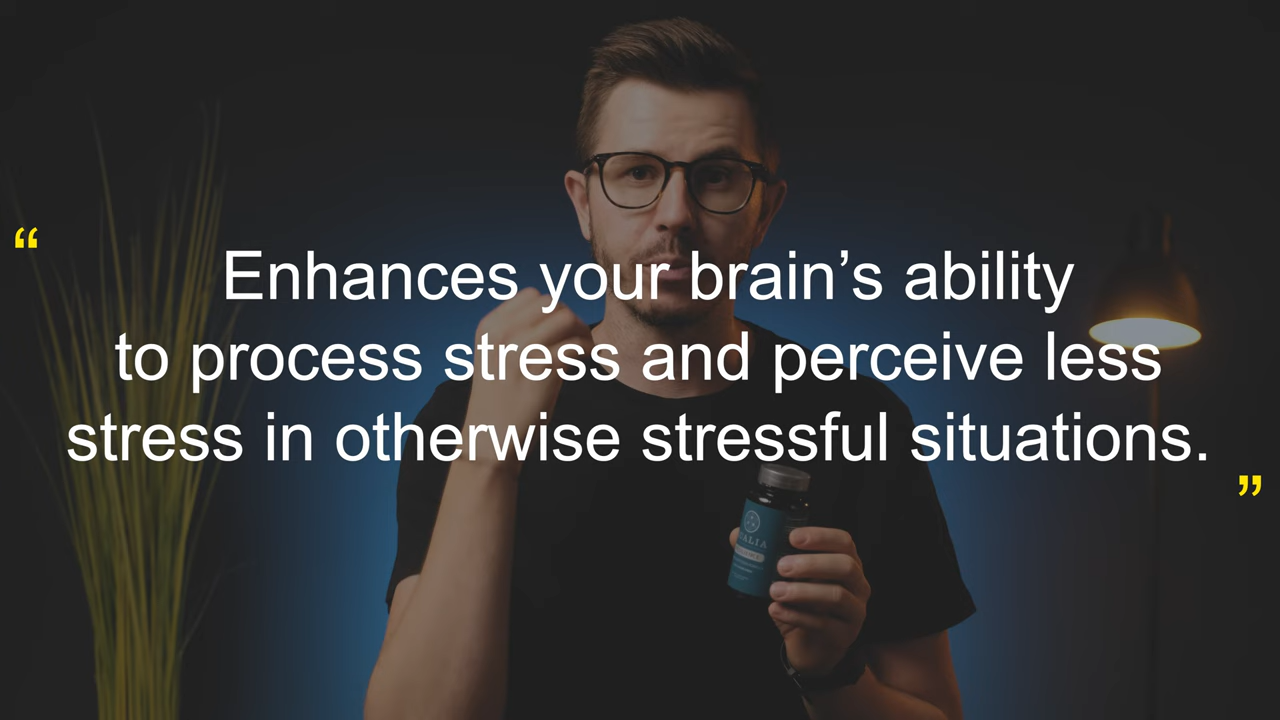 “
Enhances your brain’s ability
to process stress and perceive less
stress in otherwise stressful situations.
”